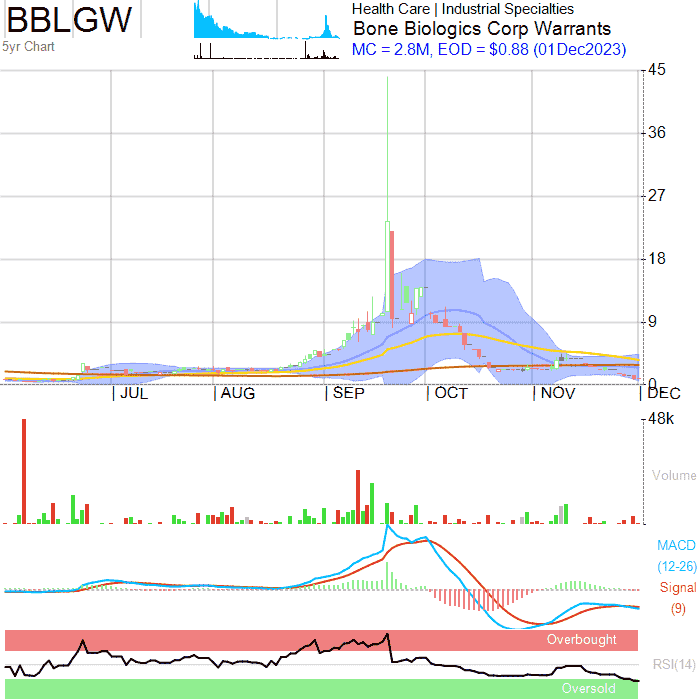 BBLGW
5yr Chart
Health Care | Industrial Specialties
Bone Biologics Corp Warrants
MC = 2.8M, EOD = $0.88 (01Dec2023)
45
36
27
18
9
0
| JUL | AUG | SEP | OCT | NOV | DEC
48k
Volume
MACD
(12-26)
Signal
(9)
Overbought
RSI(14)
Oversold